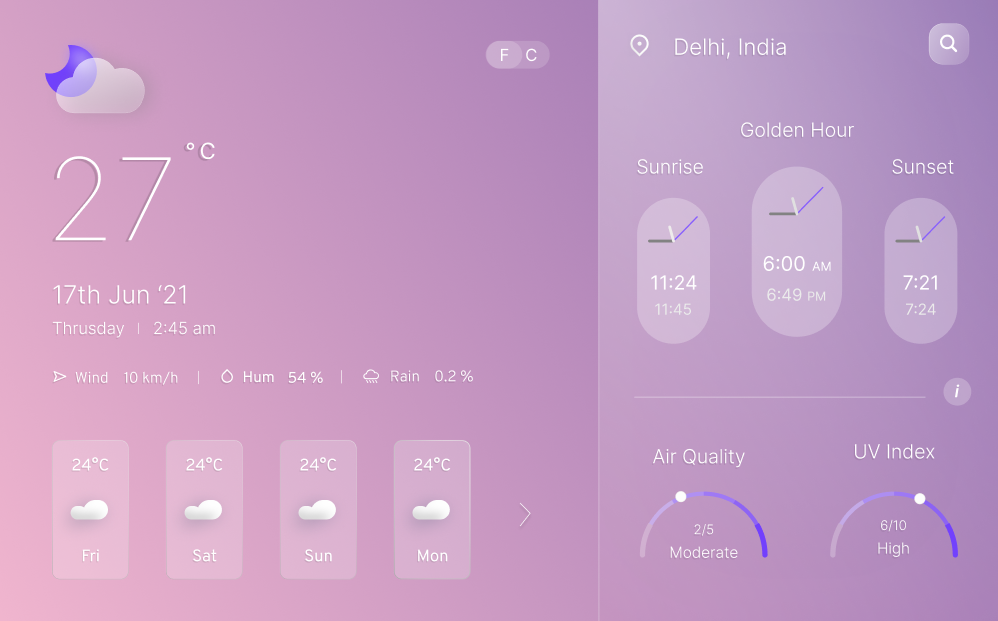 F C
27 °C
17th Jun ‘21
Thrusday | 2:45 am
Wind 10 km/h | Hum 54 % | Rain 0.2 %
24°C 24°C 24°C 24°C
Fri Sat Sun Mon
Delhi, India
Golden Hour
Sunrise Sunset
6:00 AM
6:49 PM
11:24 7:21
11:45 7:24
i
Air Quality UV Index
2/5 6/10
Moderate High